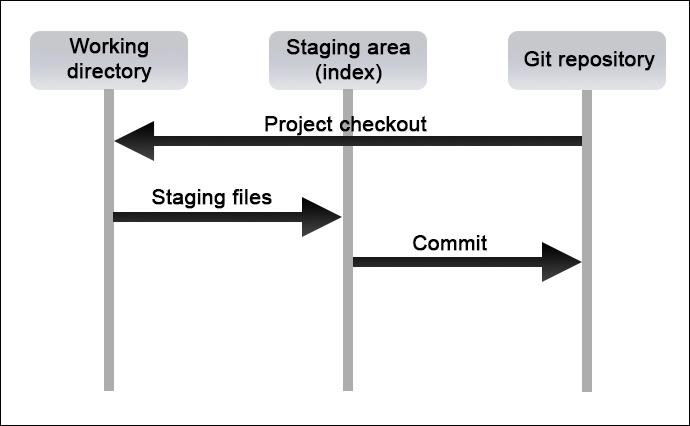 Working
directory
Staging area
(index)
Git repository
Project checkout
Staging files
Commit